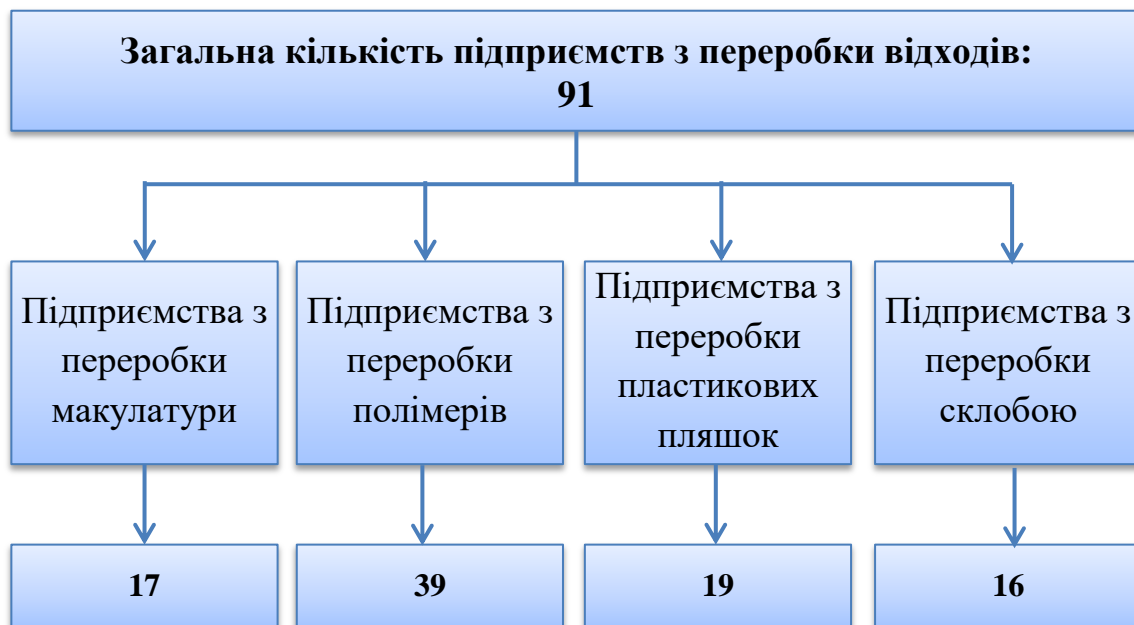 Загальна кількість підприємств з переробки відходів:
91
Підприємства з
переробки
макулатури
Підприємства з
переробки
полімерів
Підприємства з
переробки
пластикових
пляшок
Підприємства з
переробки
склобою
17
39
19
16